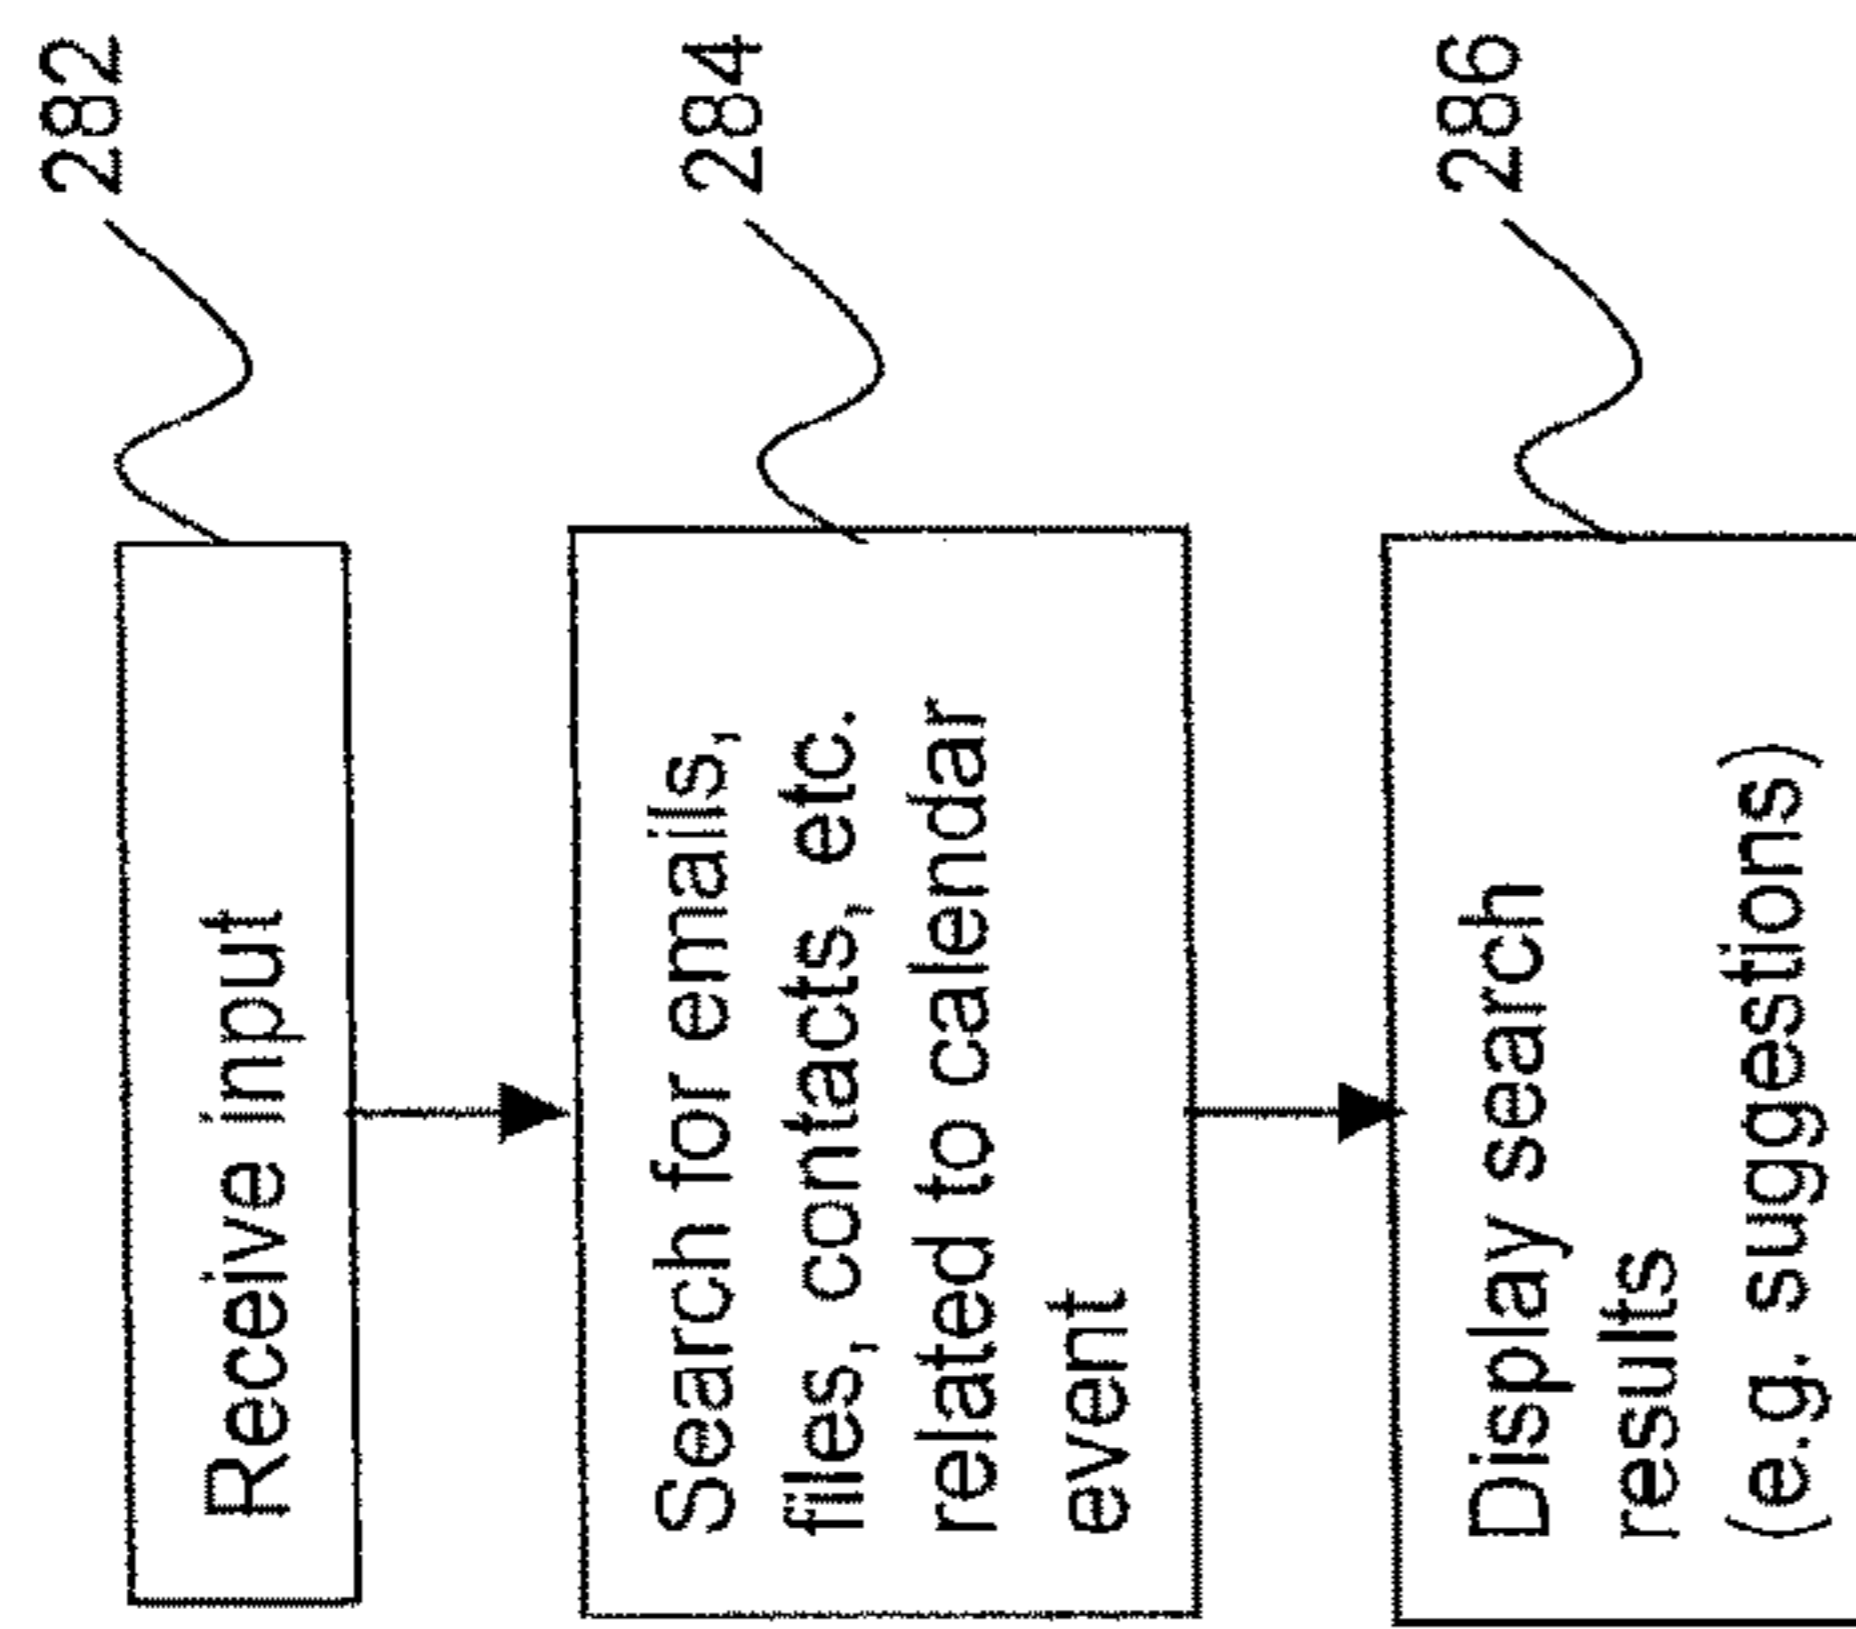 Receive input
282
Search for emails,
files, contacts, etc.
related to calendar
event
284
Display search
results
(e.g. suggestions)
286